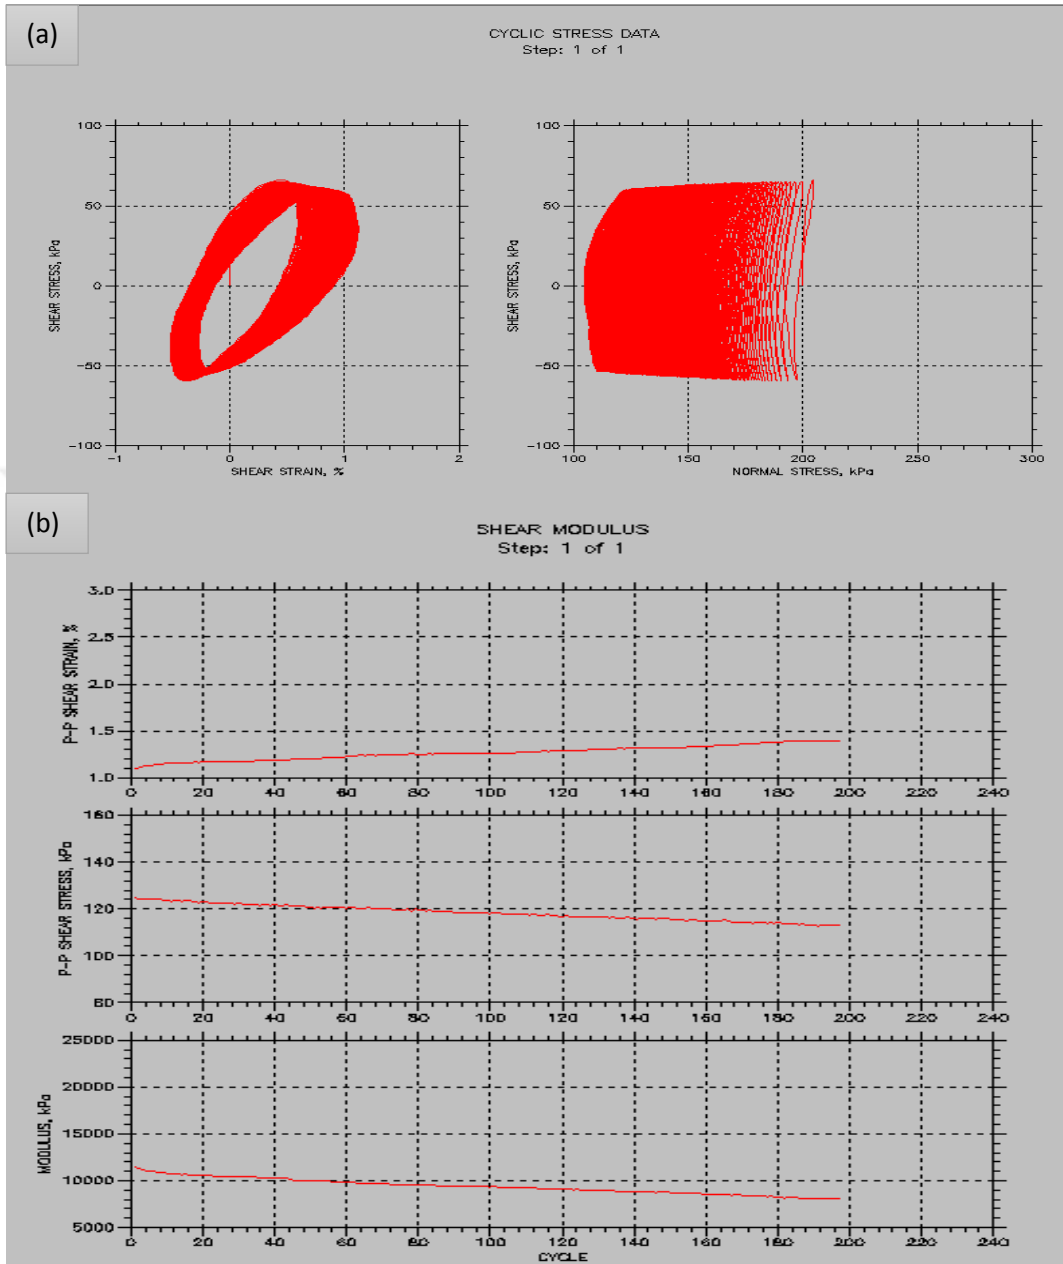 (a)
CYCLIC STRESS DATA
Step: 1 of 1
100
50
0
-50
-100
SHEAR STRESS, kPa
-1 0 1 2
SHEAR STRAIN, %
100
50
0
-50
-100
SHEAR STRESS, kPa
100 150 200 250 300
NORMAL STRESS, kPa
(b)
SHEAR MODULUS
Step: 1 of 1
3.0
2.5
2.0
1.5
1.0
P-P SHEAR STRAIN, %
0 20 40 60 80 100 120 140 160 180 200 220 240
160
140
120
100
80
P-P SHEAR STRESS, kPa
0 20 40 60 80 100 120 140 160 180 200 220 240
25000
20000
15000
10000
5000
MODULUS, kPa
0 20 40 60 80 100 120 140 160 180 200 220 240
CYCLE